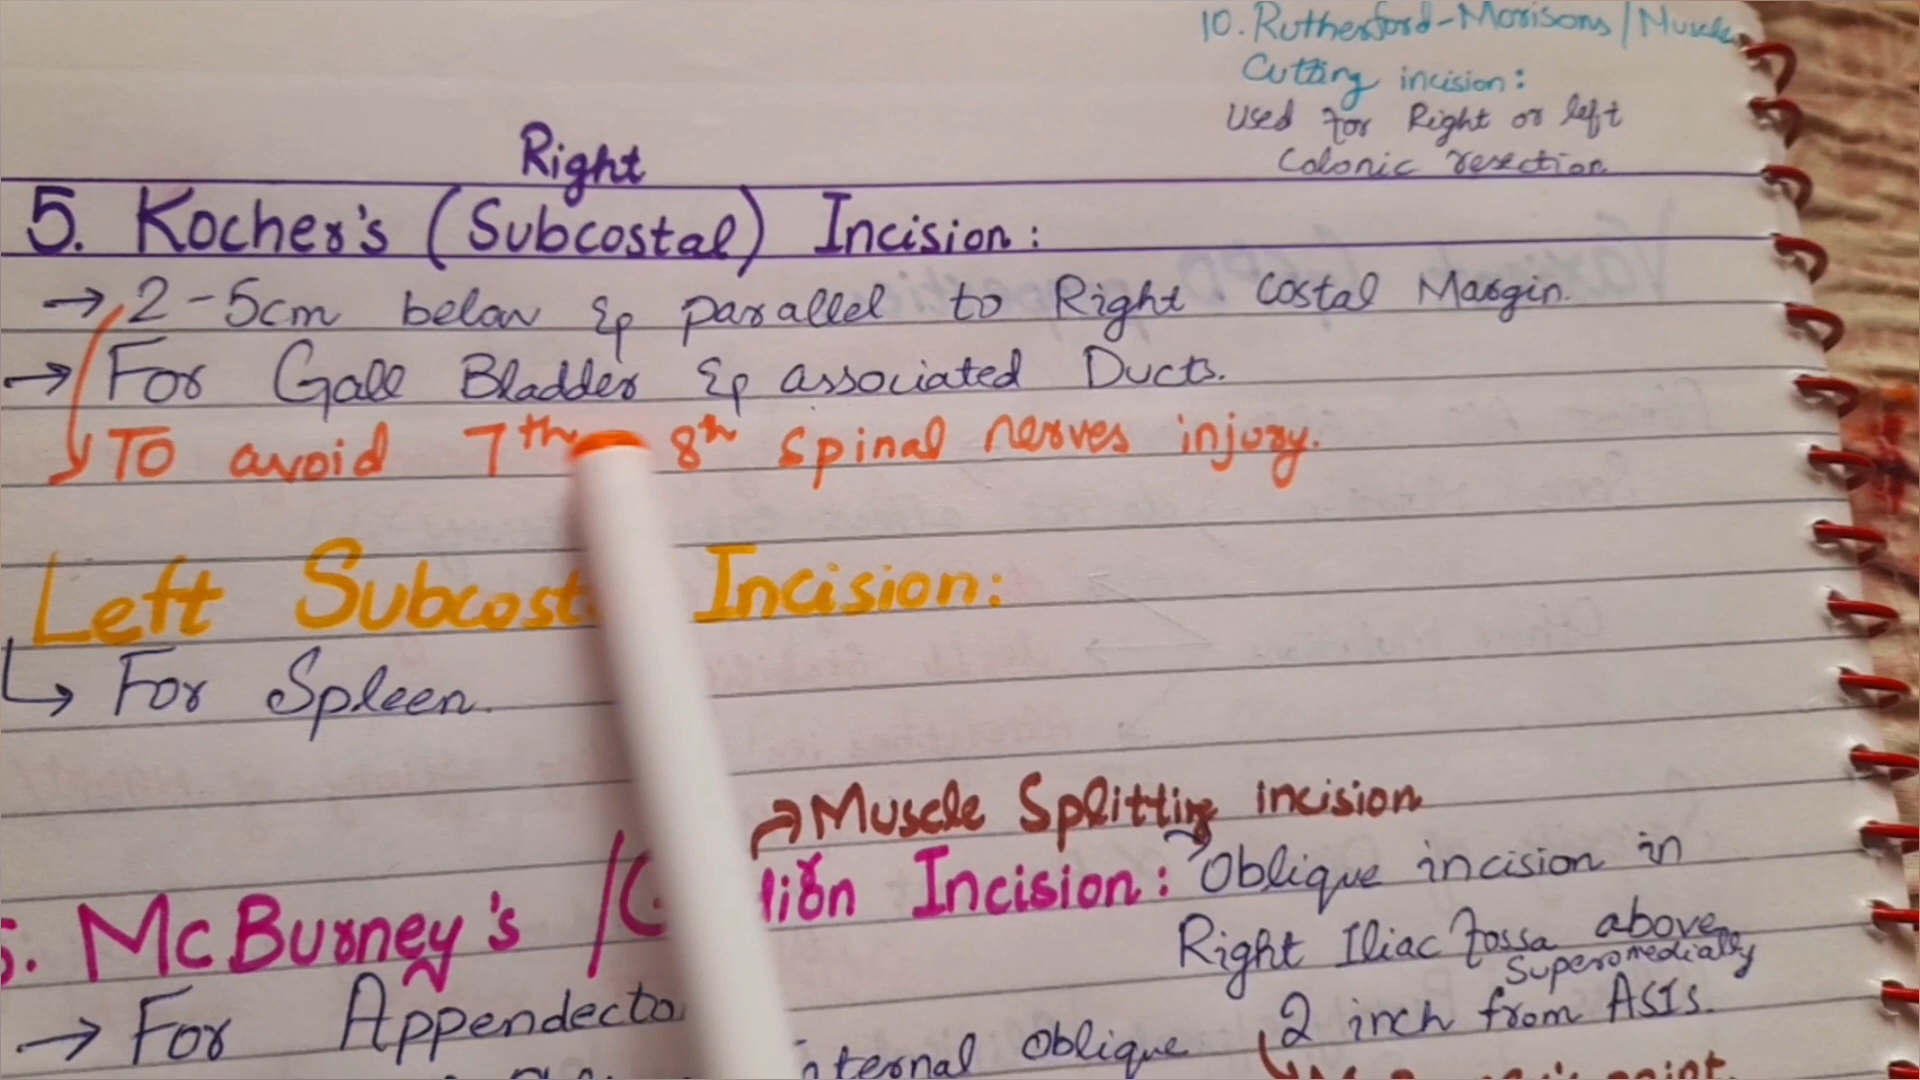 10. Rutherford-Morisons/Muscle
Cutting incision:
Used for Right or left
Colonic resection
Right
5. Kocher's (Subcostal) Incision:
→ 2-5cm below & parallel to Right Costal Margin.
→ For Gall Bladder & associated Ducts.
To avoid 7th 8th spinal nerves injury.
Left Subcost Incision:
↳ For Spleen.
→ Muscle Splitting incision
McBurney's / Incision: Oblique incision in
Right Iliac fossa above
Superomedially
→ For Appendecto 2 inch from ASIS.
Oblique